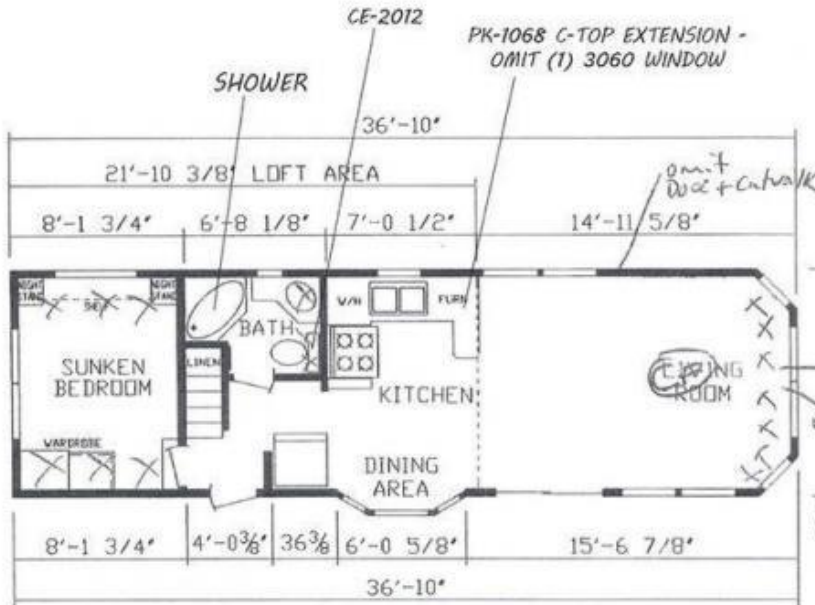 CE-2012
PK-1068 C-TOP EXTENSION -
OMIT (1) 3060 WINDOW
SHOWER
36'-10"
21'-10 3/8" LOFT AREA
omit
Door + Catwalk
8'-1 3/4" 6'-8 1/8" 7'-0 1/2" 14'-11 5/8"
NIGHT STAND
NIGHT STAND
W/H
FURN
BATH
LINEN
SUNKEN
BEDROOM
LIVING
ROOM
KITCHEN
WARDROBE
DINING
AREA
8'-1 3/4" 4'-0 3/8" 36 3/8 6'-0 5/8" 15'-6 7/8"
36'-10"